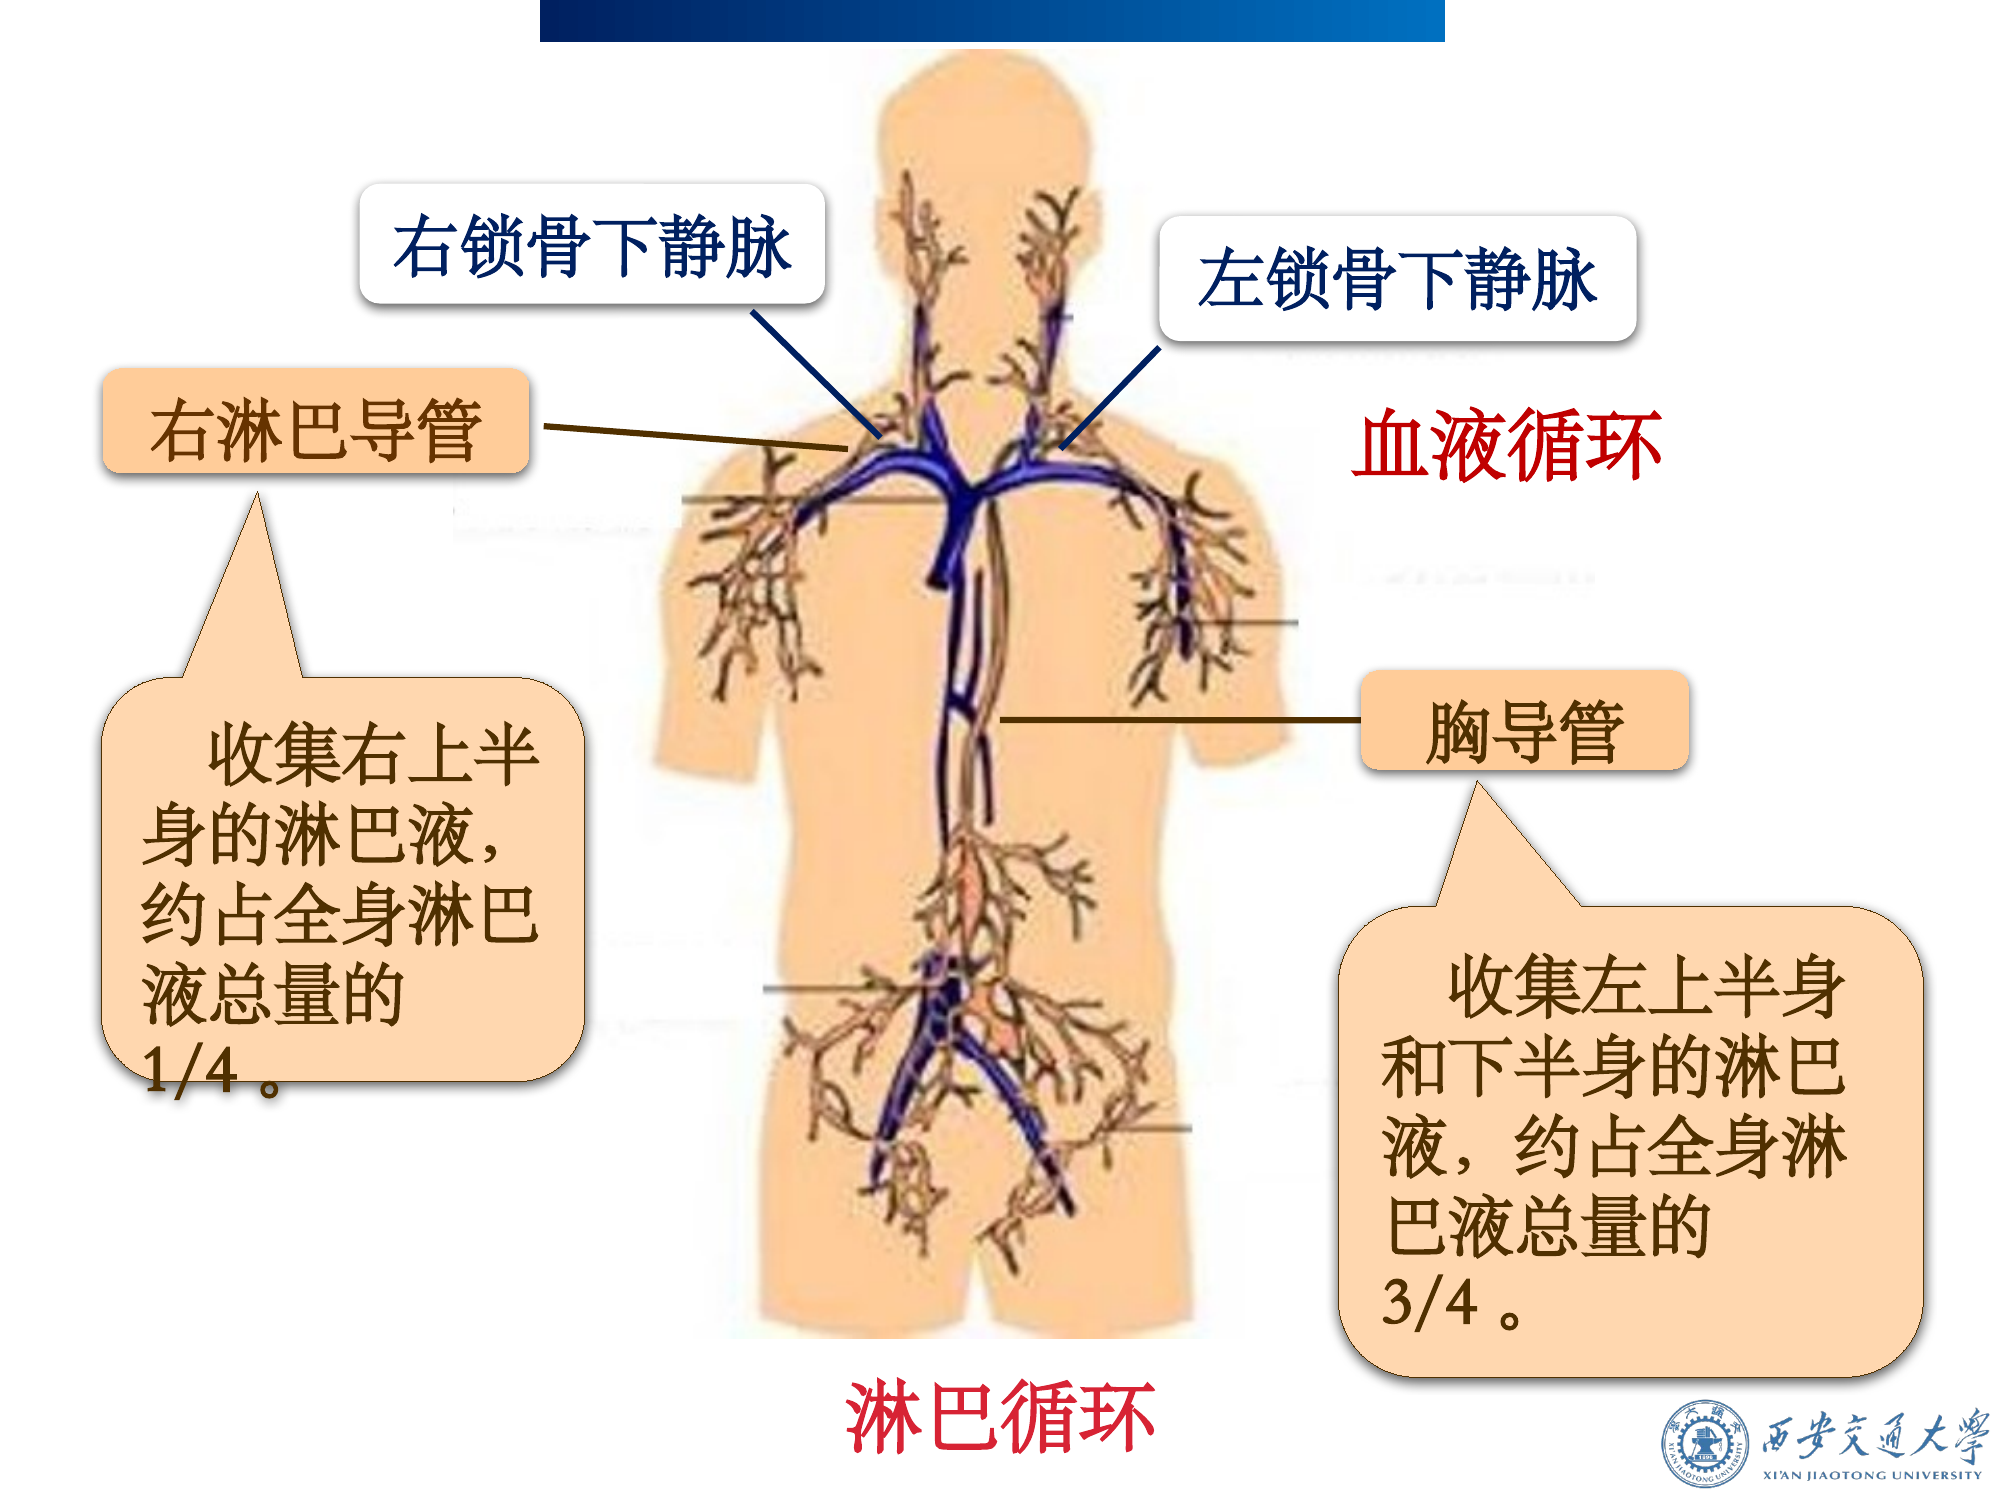 右锁骨下静脉
左锁骨下静脉
右淋巴导管
血液循环
收集右上半
身的淋巴液，
约占全身淋巴
液总量的
1/4。
胸导管
收集左上半身
和下半身的淋巴
液，约占全身淋
巴液总量的
3/4。
淋巴循环
西安交通大学
XI'AN JIAOTONG UNIVERSITY